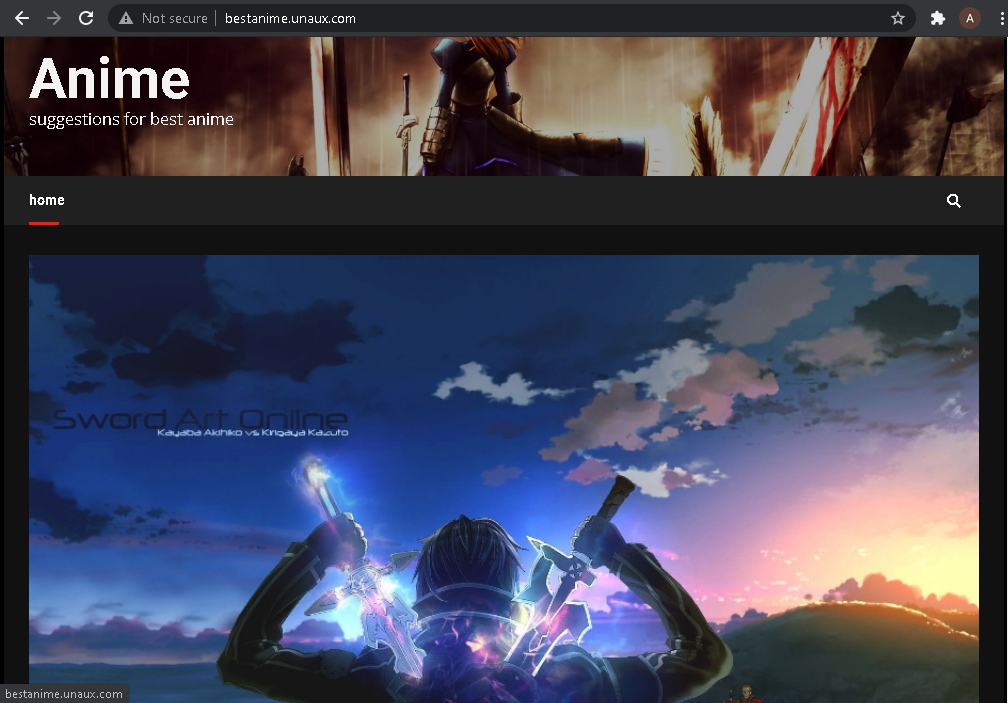 Not secure
bestanime.unaux.com
A
Anime
suggestions for best anime
home
Sword Art Online
Kayaba Akihiko vs Kirigaya Kazuto
bestanime.unaux.com